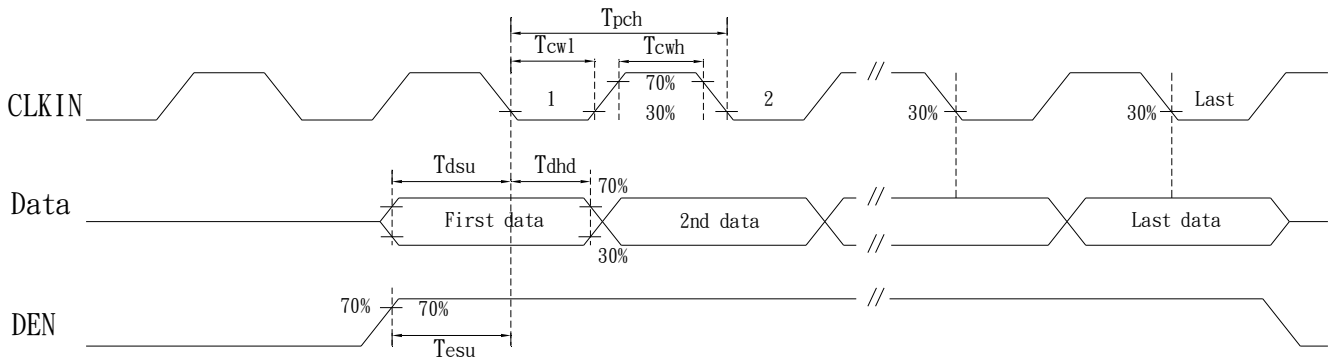 Tpch
Tcwl
Tcwh
CLKIN
1
70%
30%
2
30%
30%
Last
Tdsu
Tdhd
Data
70%
First data
2nd data
Last data
30%
DEN
70%
70%
Tesu